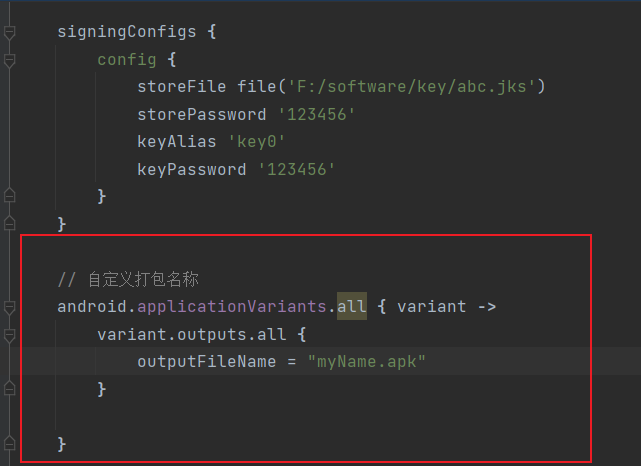 signingConfigs {
config {
storeFile file('F:/software/key/abc.jks')
storePassword '123456'
keyAlias 'key0'
keyPassword '123456'
}
}
// 自定义打包名称
android.applicationVariants.all { variant ->
variant.outputs.all {
outputFileName = "myName.apk"
}
}